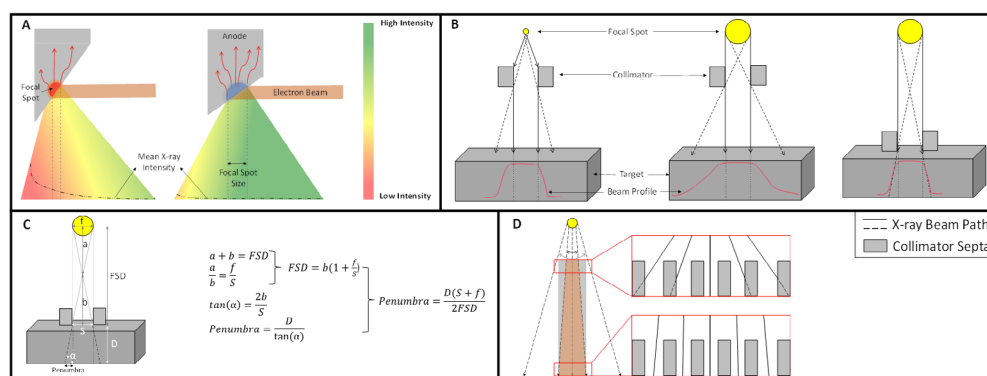 A
Anode
Focal
Spot
Electron Beam
Mean X-ray
Intensity
Focal Spot
Size
High Intensity
Low Intensity
B
Focal Spot
Collimator
Target
Beam Profile
C
f
a
FSD
b
S
D
α
Penumbra
a + b = FSD
a/b = f/S
FSD = b(1 + f/s)
tan(α) = 2b/S
Penumbra = D/tan(α)
Penumbra = D(S + f)/2FSD
D
X-ray Beam Path
Collimator Septa